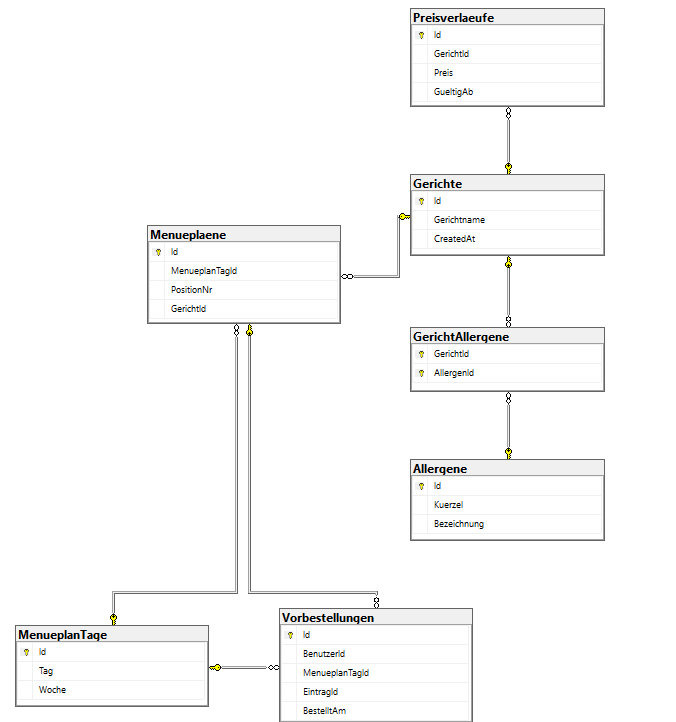 Preisverlaeufe
Id
GerichtId
Preis
GueltigAb
Gerichte
Id
Gerichtname
CreatedAt
Menueplaene
Id
MenueplanTagId
PositionNr
GerichtId
GerichtAllergene
GerichtId
AllergenId
Allergene
Id
Kuerzel
Bezeichnung
MenueplanTage
Id
Tag
Woche
Vorbestellungen
Id
BenutzerId
MenueplanTagId
EintragId
BestelltAm